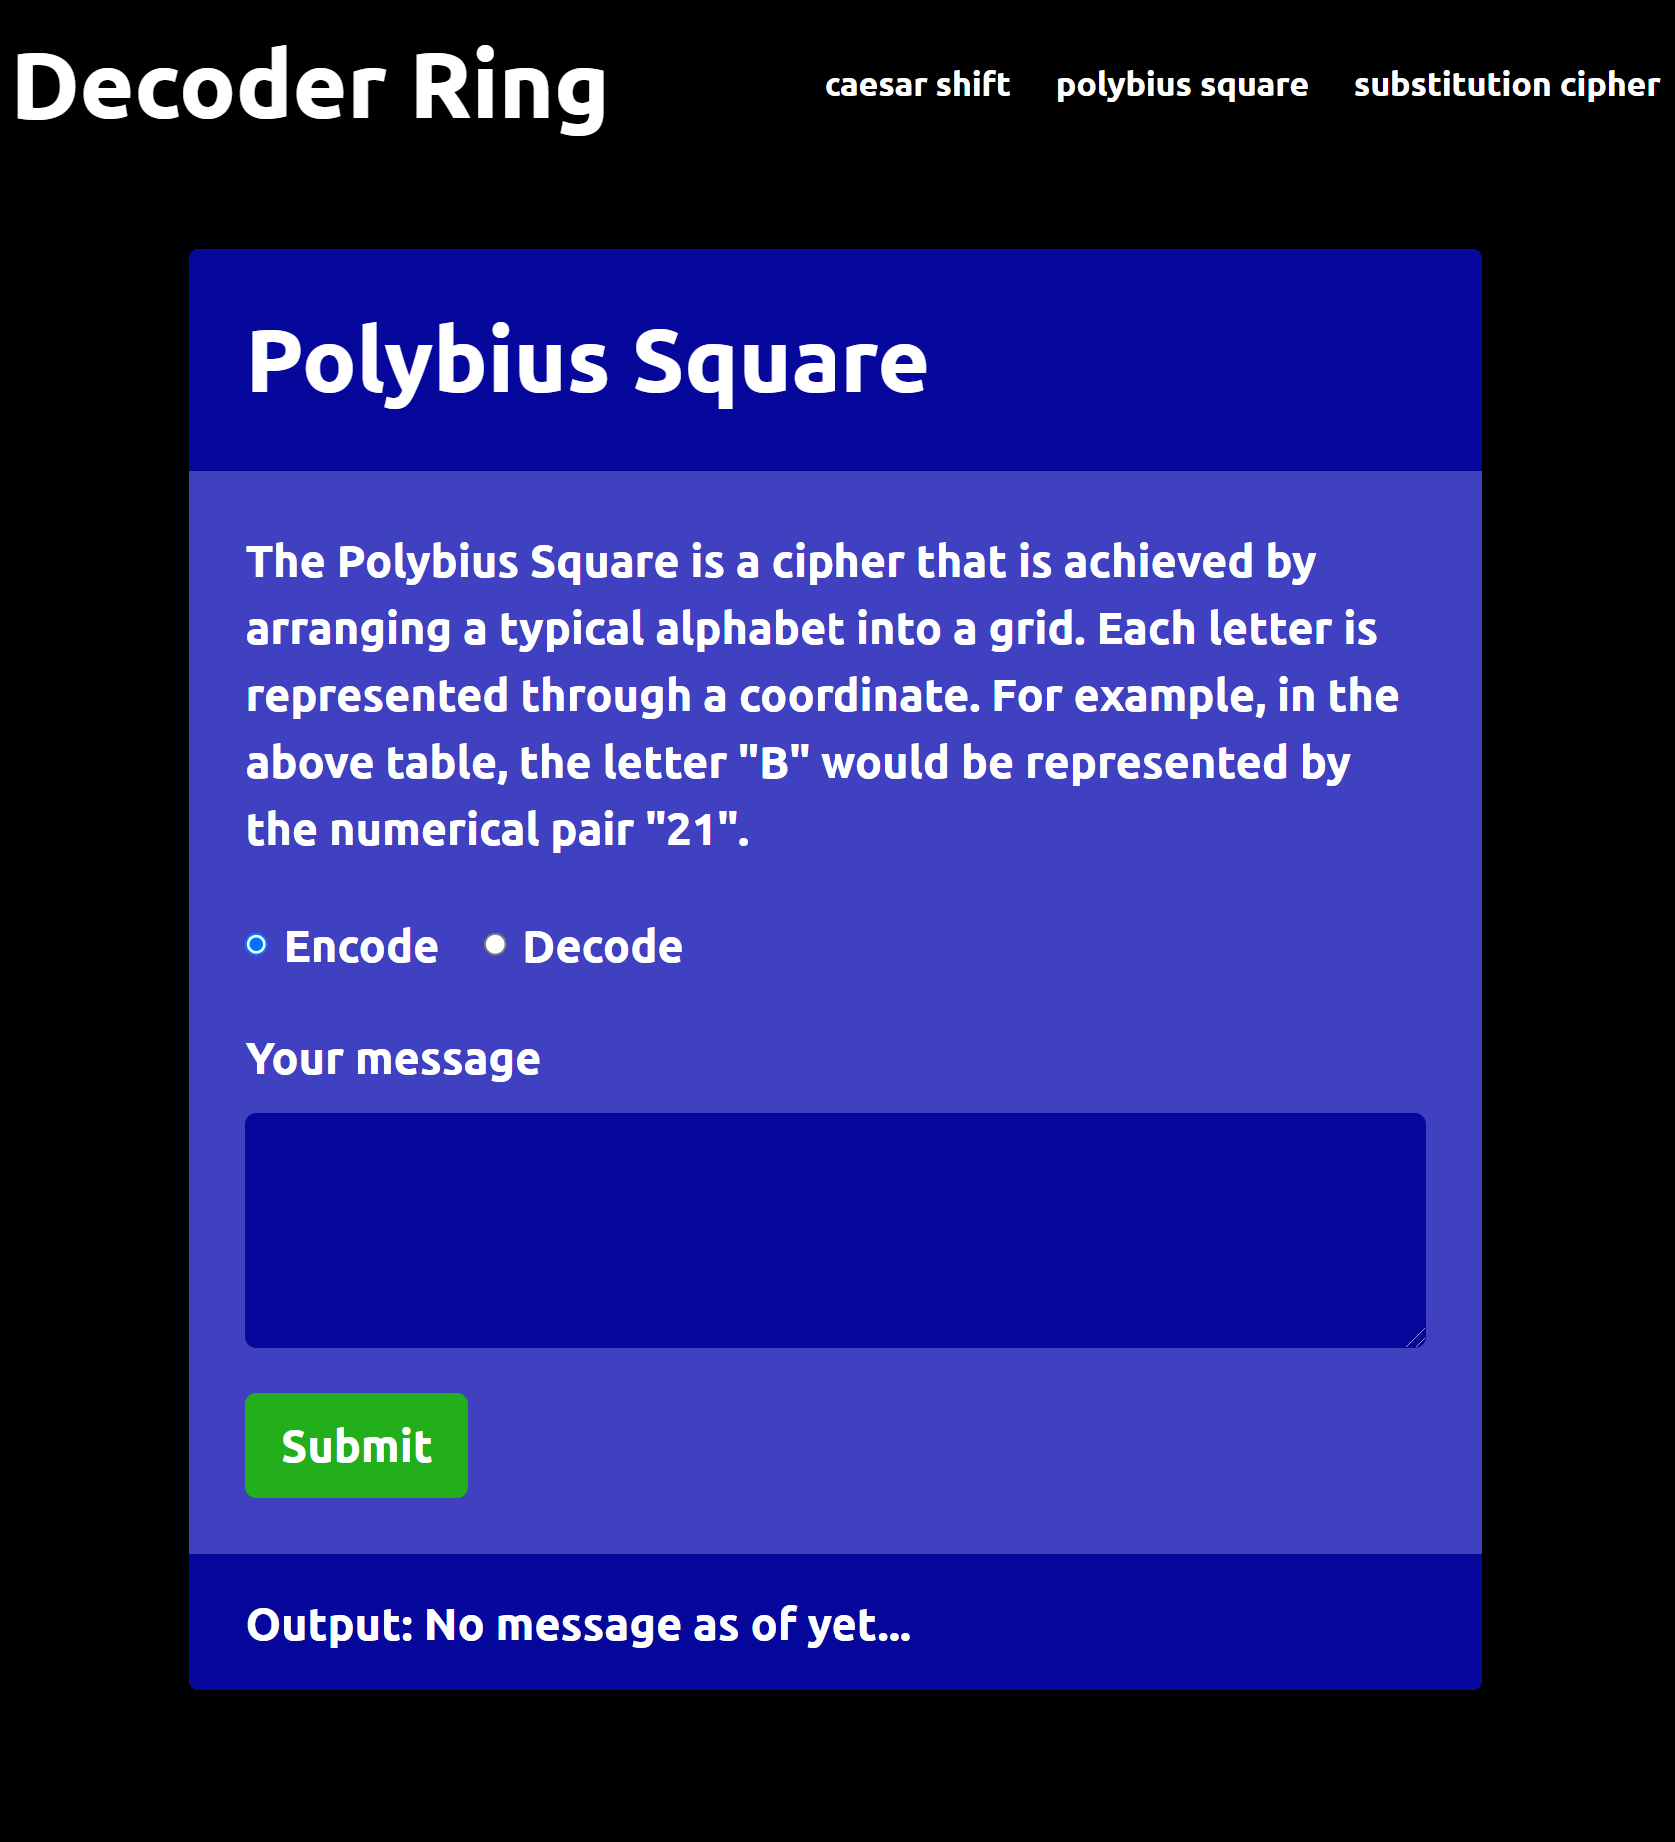 Decoder Ring
caesar shift
polybius square
substitution cipher
Polybius Square
The Polybius Square is a cipher that is achieved by
arranging a typical alphabet into a grid. Each letter is
represented through a coordinate. For example, in the
above table, the letter "B" would be represented by
the numerical pair "21".
Encode Decode
Your message
Submit
Output: No message as of yet...